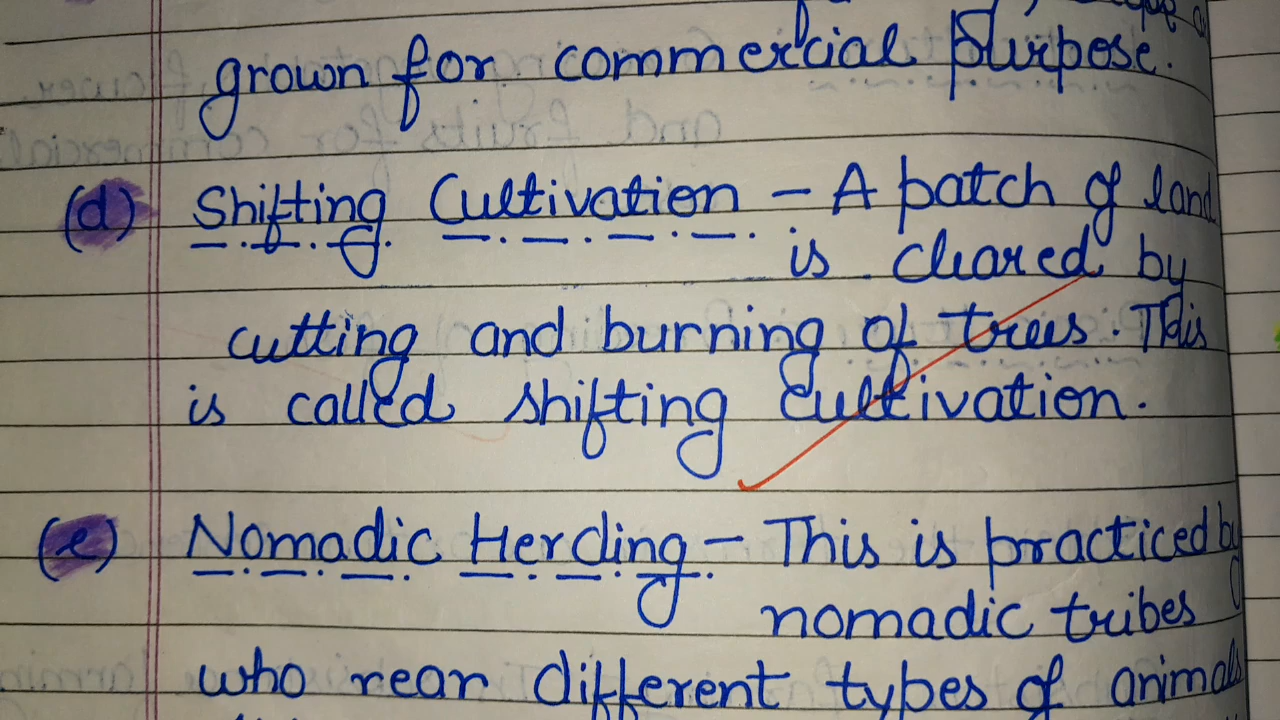 grown for commercial purpose.
(d) Shifting Cultivation – A patch of land
is cleared by
cutting and burning of trees. This
is called shifting cultivation.
(e) Nomadic Herding – This is practiced by
nomadic tribes
who rear different types of animals